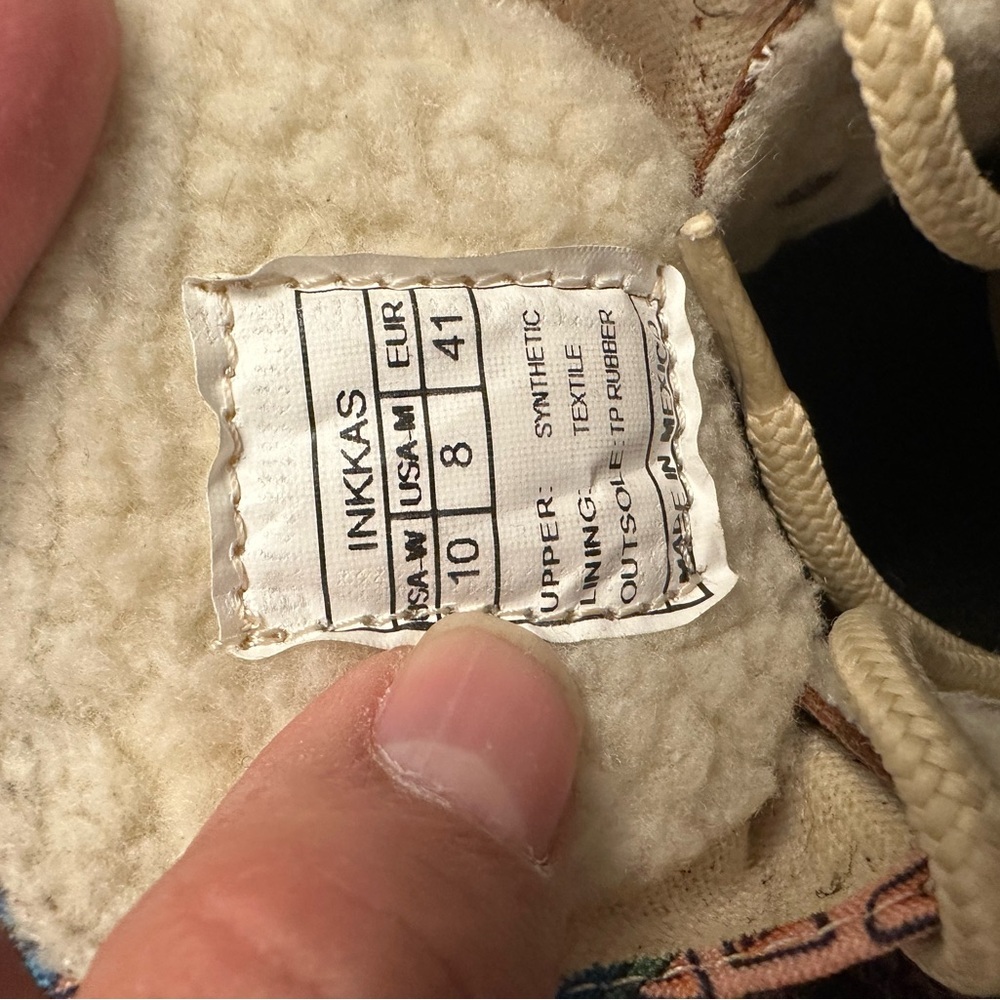 INKKAS
USA-W USA-M EUR
10 8 41
UPPER: SYNTHETIC
LINING: TEXTILE
OUTSOLE: TP RUBBER
MADE IN MEXICO